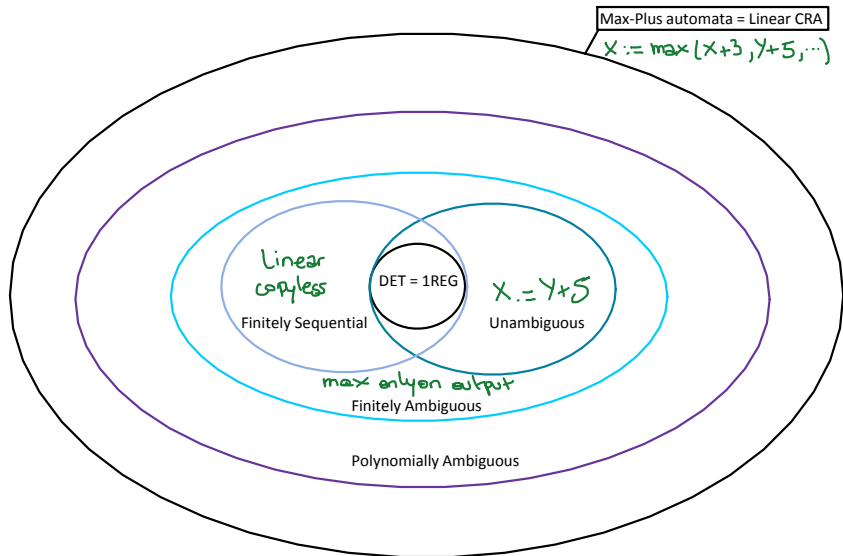 Max-Plus automata = Linear CRA
X := max(X+3, Y+5, ...)
Linear
copyless
DET = 1REG
X := Y+5
Finitely Sequential
Unambiguous
max only on output
Finitely Ambiguous
Polynomially Ambiguous